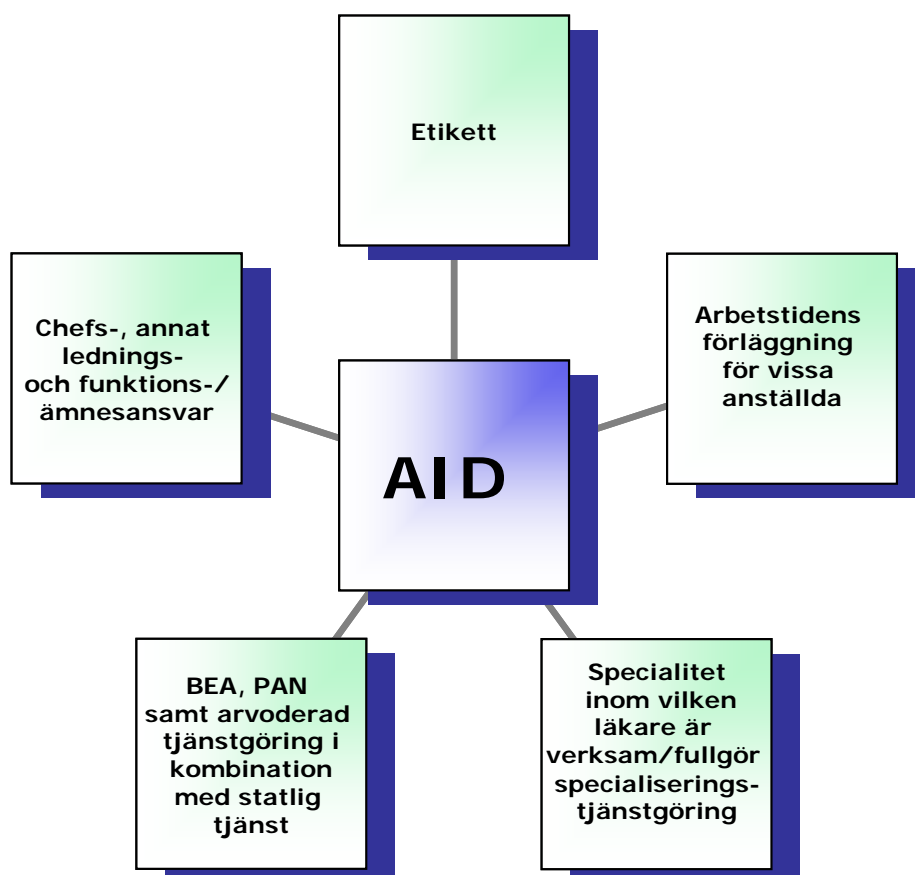 Etikett
Chefs-, annat
lednings-
och funktions-/
ämnesansvar
Arbetstidens
förläggning
för vissa
anställda
AID
BEA, PAN
samt arvoderad
tjänstgöring i
kombination
med statlig
tjänst
Specialitet
inom vilken
läkare är
verksam/fullgör
specialiserings-
tjänstgöring